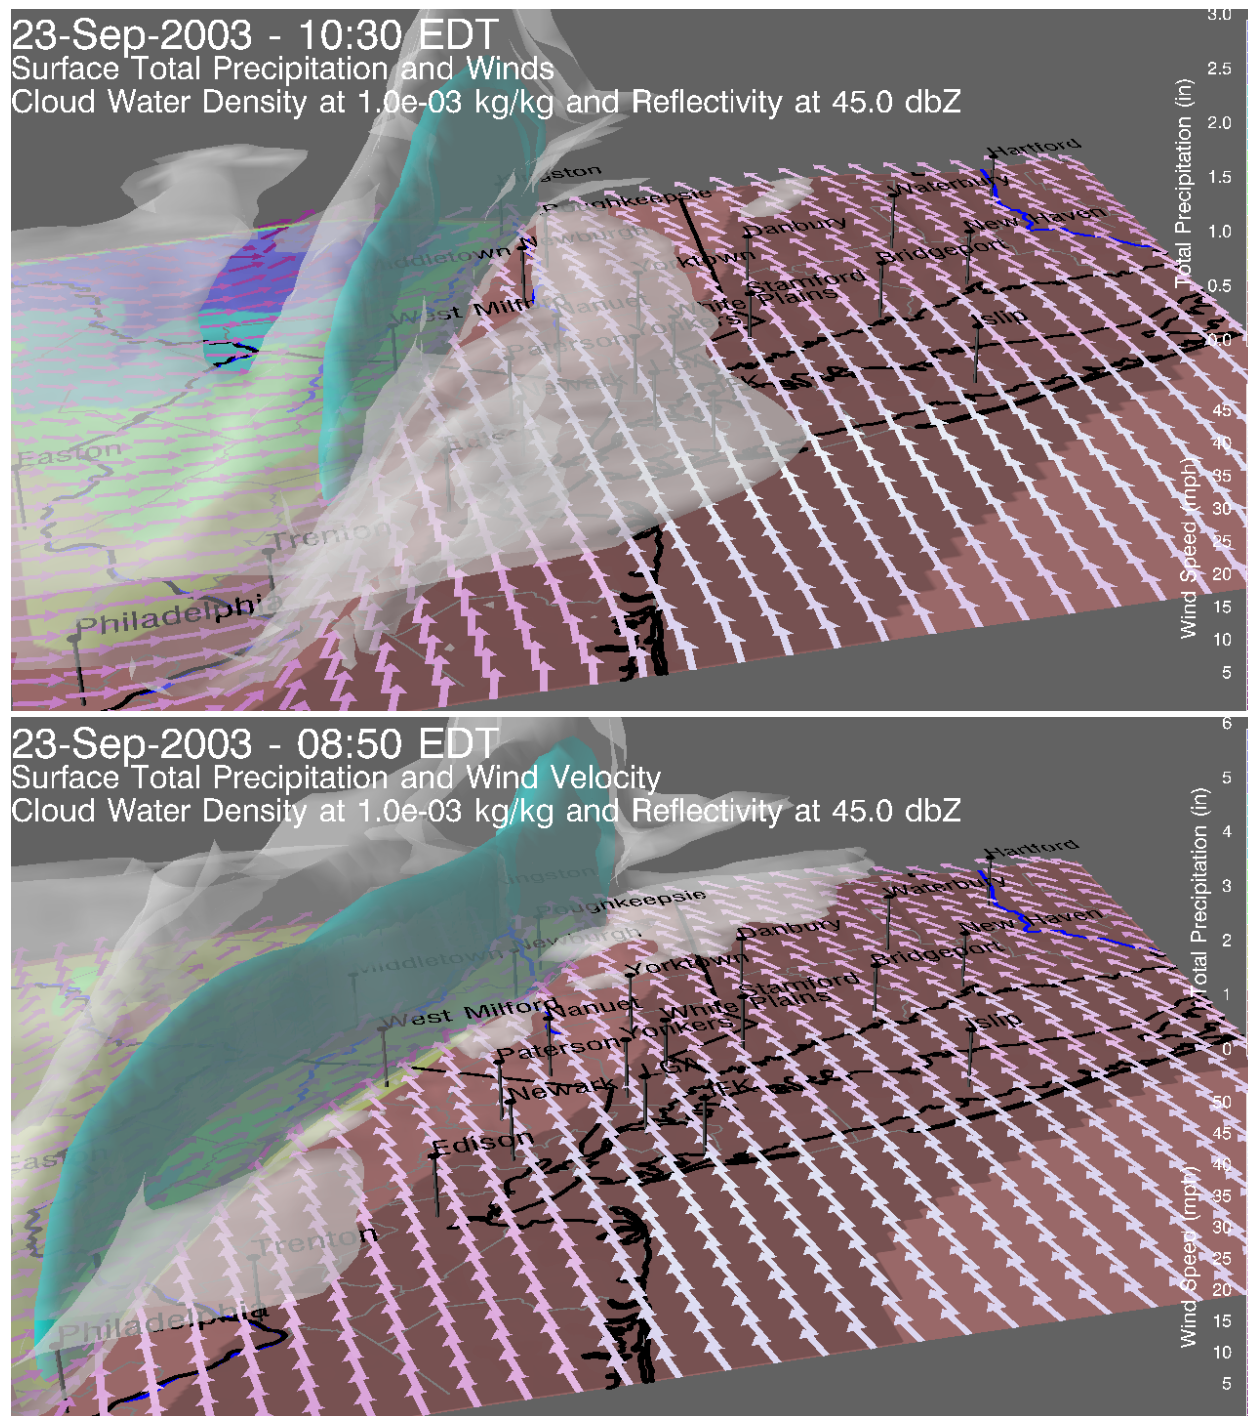 23-Sep-2003 - 10:30 EDT
Surface Total Precipitation and Winds
Cloud Water Density at 1.0e-03 kg/kg and Reflectivity at 45.0 dbZ
3.0
2.5
2.0
1.5
1.0
0.5
0.0
Total Precipitation (in)
Hartford
Waterbury
Poughkeepsie
Danbury
New Haven
Bridgeport
Yorktown
Stamford
White Plains
Islip
Paterson
Yonkers
Nanuet
Easton
Trenton
Philadelphia
45
40
35
30
25
20
15
10
5
Wind Speed (mph)
23-Sep-2003 - 08:50 EDT
Surface Total Precipitation and Wind Velocity
Cloud Water Density at 1.0e-03 kg/kg and Reflectivity at 45.0 dbZ
6
5
4
3
2
1
0
Total Precipitation (in)
Hartford
Kingston
Waterbury
Poughkeepsie
Danbury
New Haven
Newburgh
Bridgeport
Middletown
Yorktown
Stamford
West Milford
Nanuet
White Plains
Islip
Yonkers
Paterson
LGA
Newark
JFK
Edison
Trenton
Philadelphia
50
45
40
35
30
25
20
15
10
5
Wind Speed (mph)